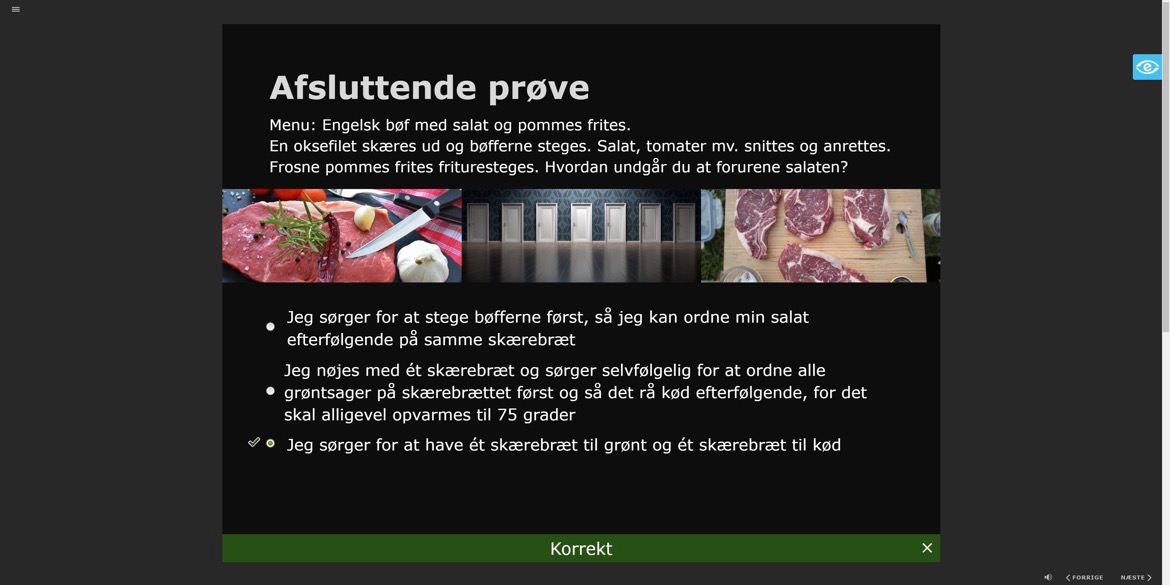 Afsluttende prøve
Menu: Engelsk bøf med salat og pommes frites.
En oksefilet skæres ud og bøfferne steges. Salat, tomater mv. snittes og anrettes.
Frosne pommes frites frituresteges. Hvordan undgår du at forurene salaten?
Jeg sørger for at stege bøfferne først, så jeg kan ordne min salat
efterfølgende på samme skærebræt
Jeg nøjes med ét skærebræt og sørger selvfølgelig for at ordne alle
grøntsager på skærebrættet først og så det rå kød efterfølgende, for det
skal alligevel opvarmes til 75 grader
Jeg sørger for at have ét skærebræt til grønt og ét skærebræt til kød
Korrekt
FORRIGE NÆSTE